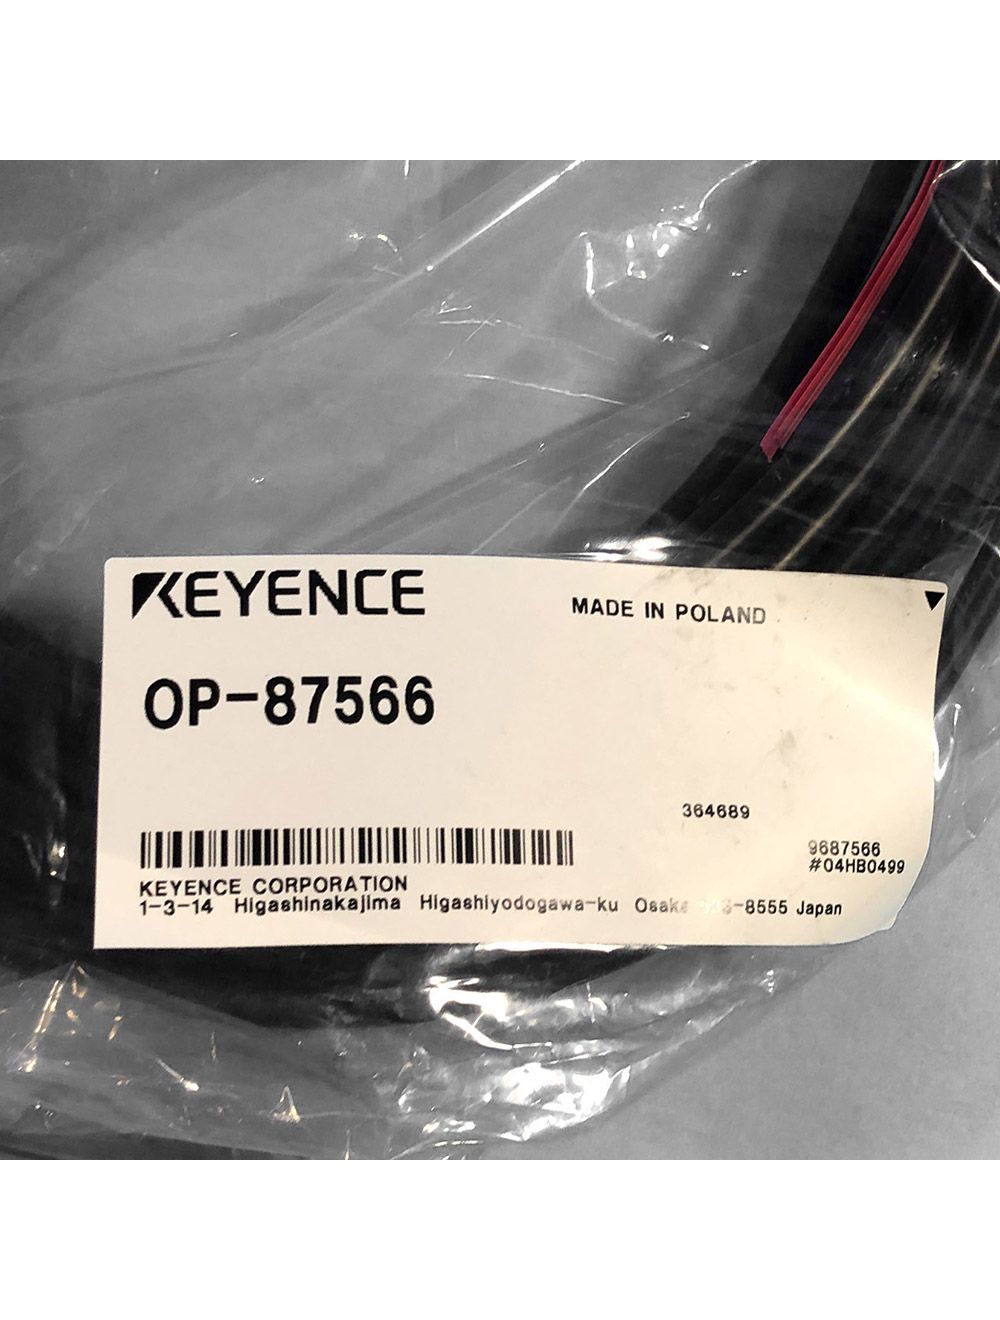 KEYENCE
MADE IN POLAND
OP-87566
364689
9687566
#04HB0499
KEYENCE CORPORATION
1-3-14 Higashinakajima Higashiyodogawa-ku Osaka -8555 Japan